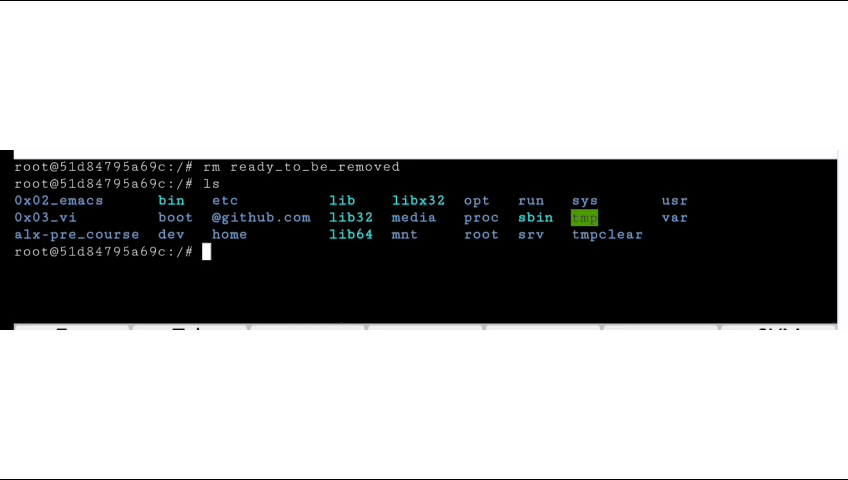 root@51d84795a69c:/# rm ready_to_be_removed
root@51d84795a69c:/# ls
0x02_emacs bin etc lib libx32 opt run sys usr
0x03_vi boot @github.com lib32 media proc sbin tmp var
alx-pre_course dev home lib64 mnt root srv tmpclear
root@51d84795a69c:/#